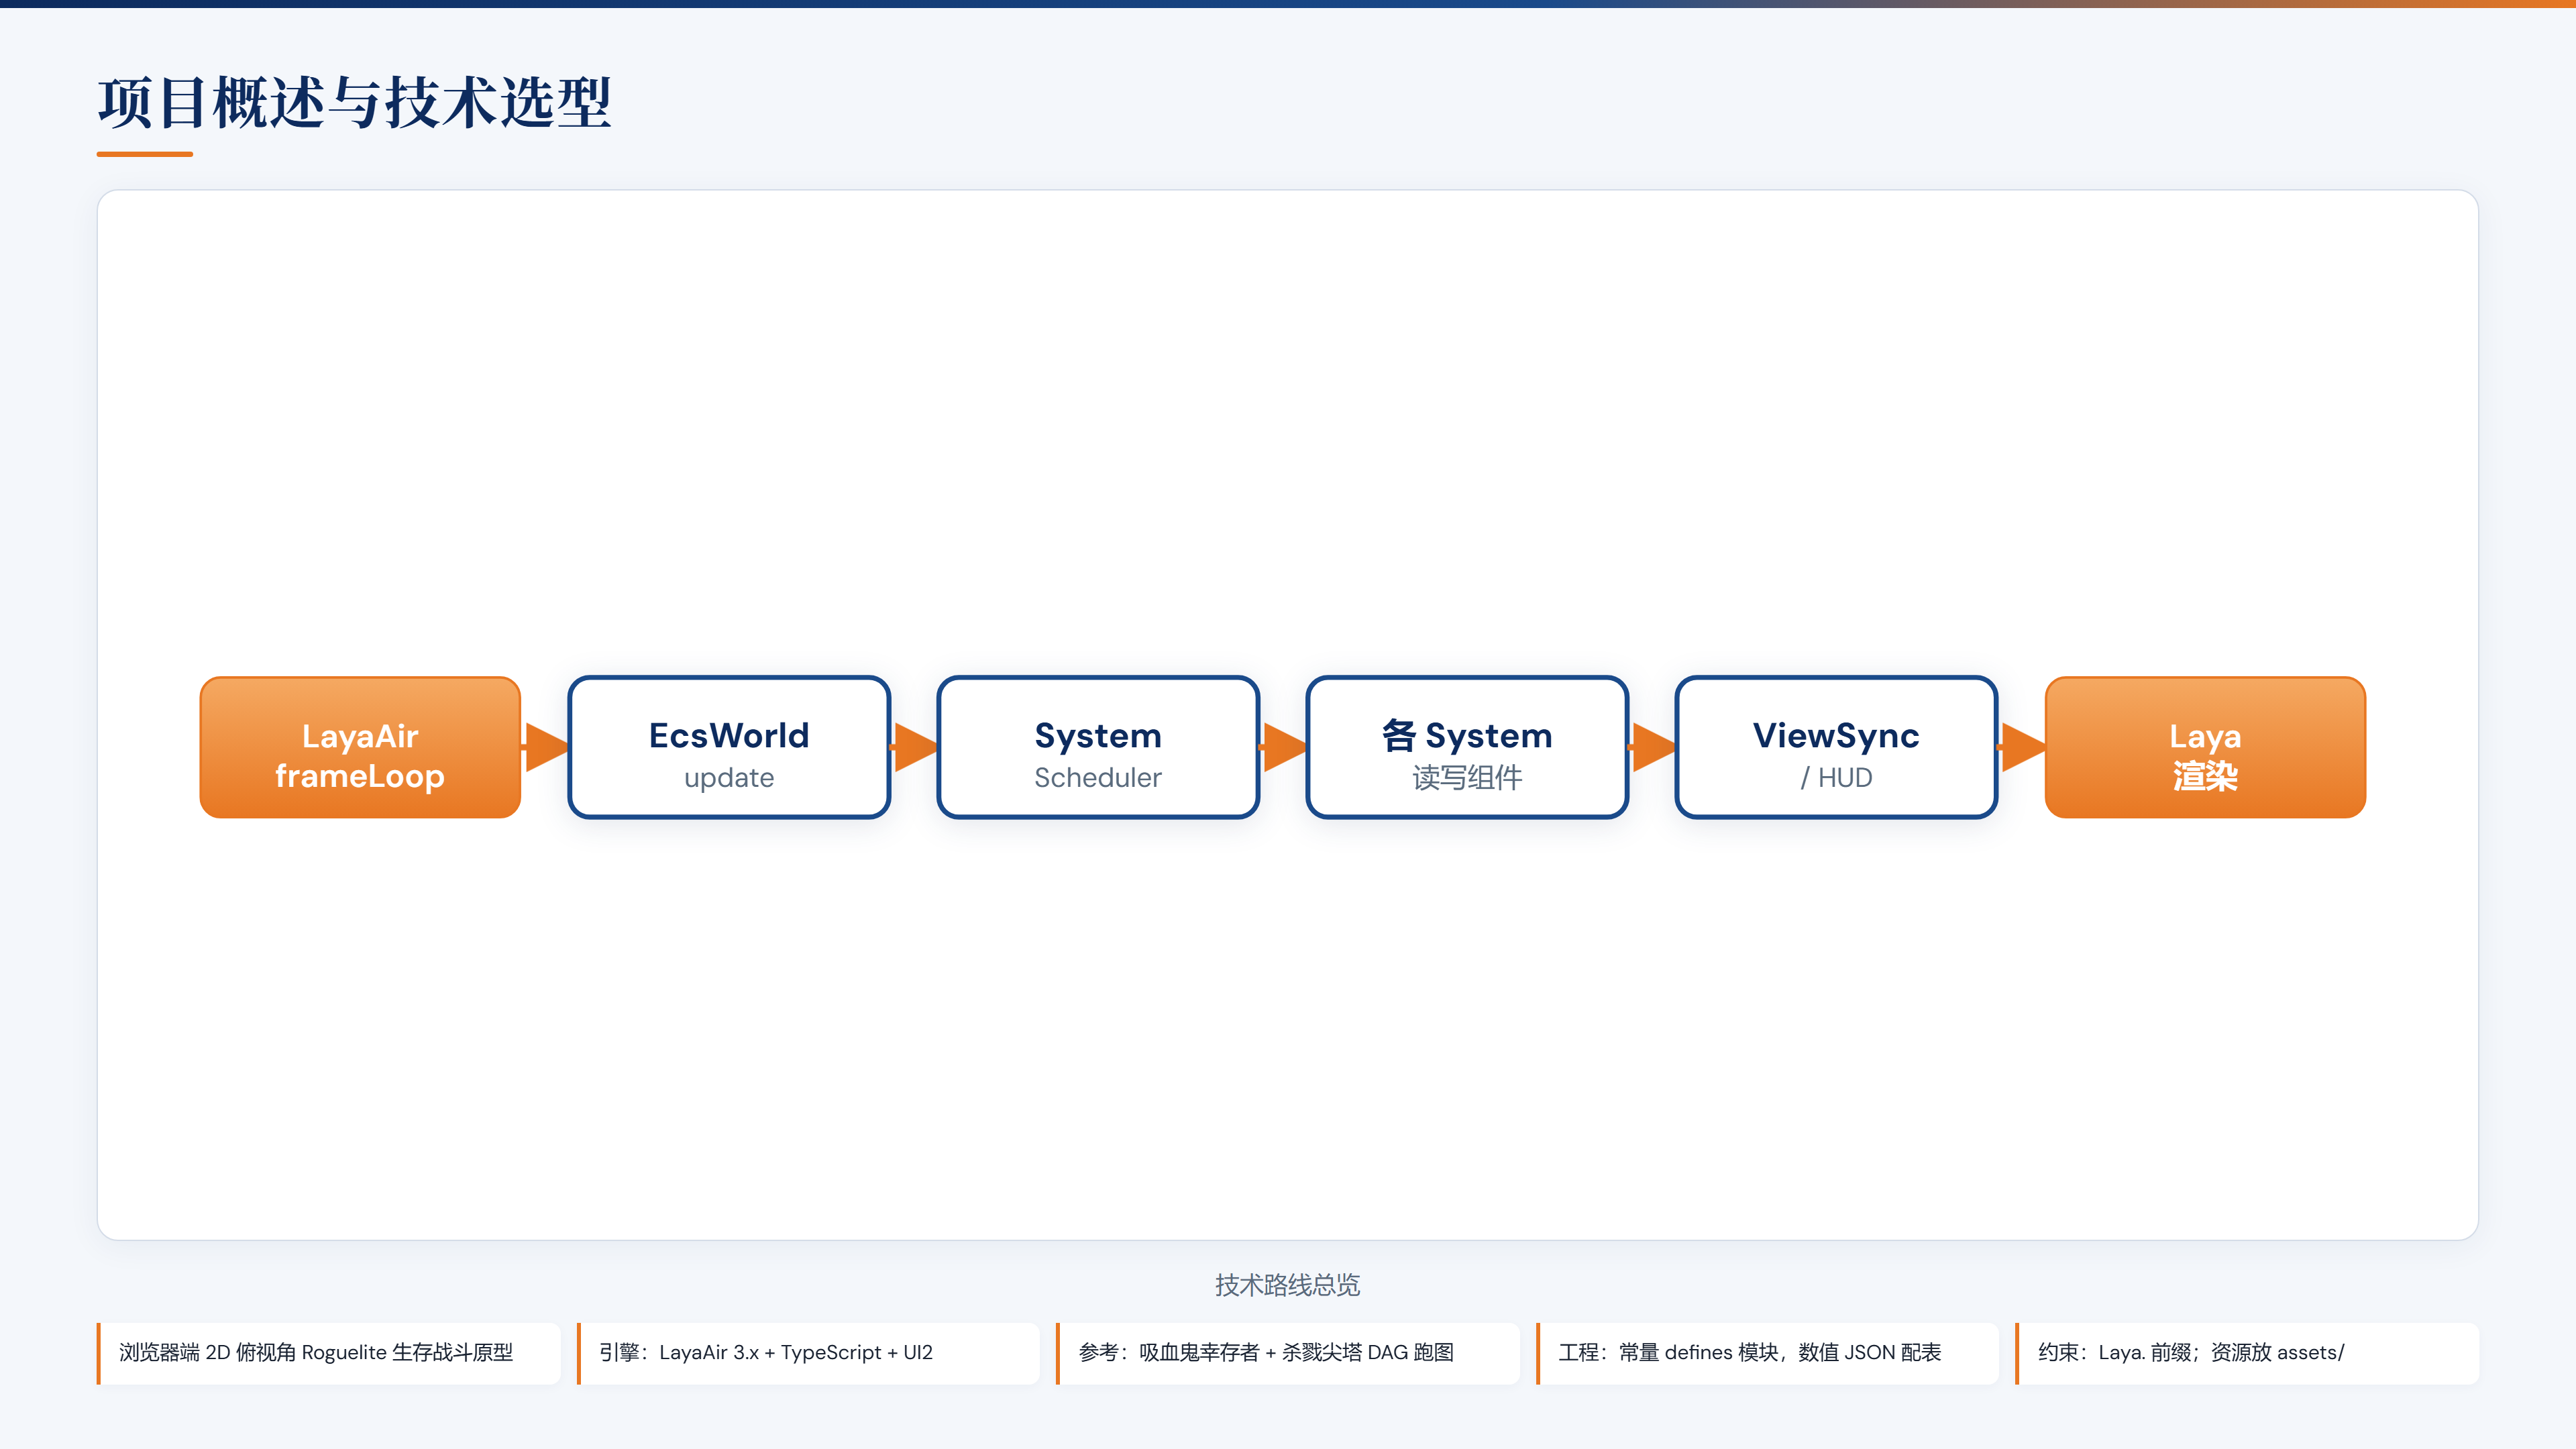 项目概述与技术选型
LayaAir
frameLoop
EcsWorld
update
System
Scheduler
各 System
读写组件
ViewSync
/ HUD
Laya
渲染
技术路线总览
浏览器端 2D 俯视角 Roguelite 生存战斗原型
引擎：LayaAir 3.x + TypeScript + UI2
参考：吸血鬼幸存者 + 杀戮尖塔 DAG 跑图
工程：常量 defines 模块，数值 JSON 配表
约束：Laya. 前缀；资源放 assets/